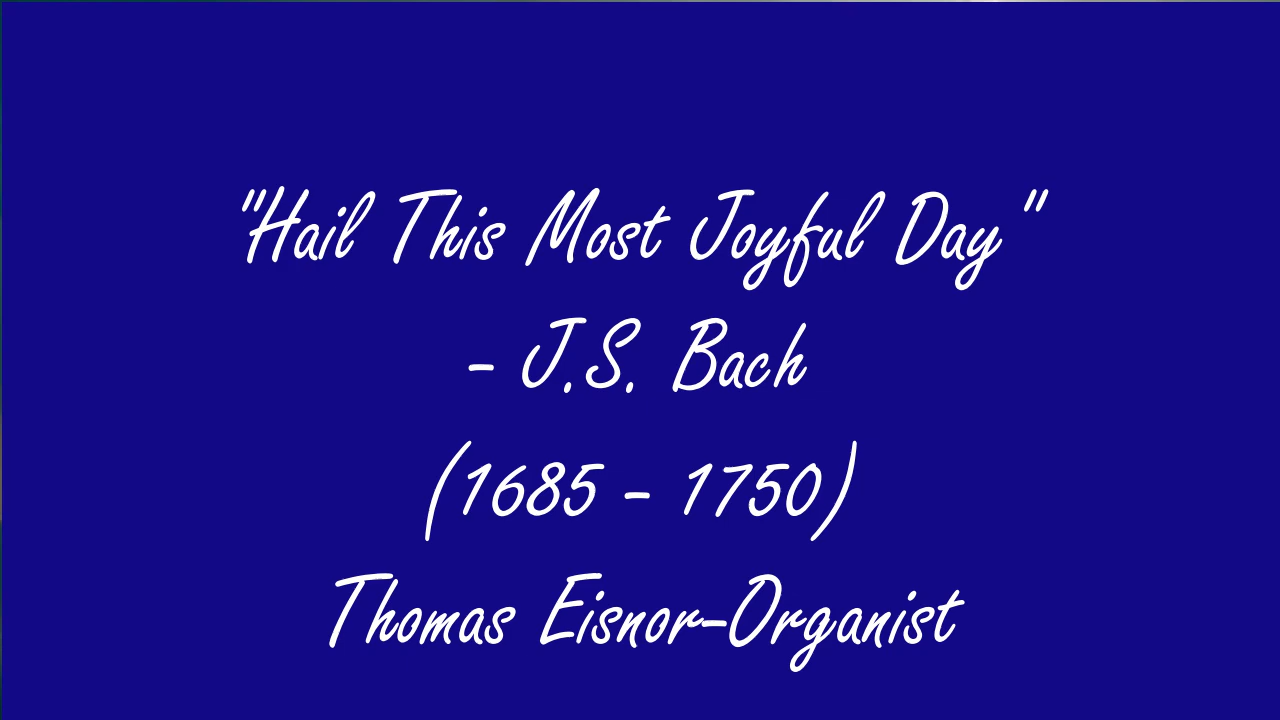 "Hail This Most Joyful Day"
- J.S. Bach
(1685 - 1750)
Thomas Eisnor-Organist